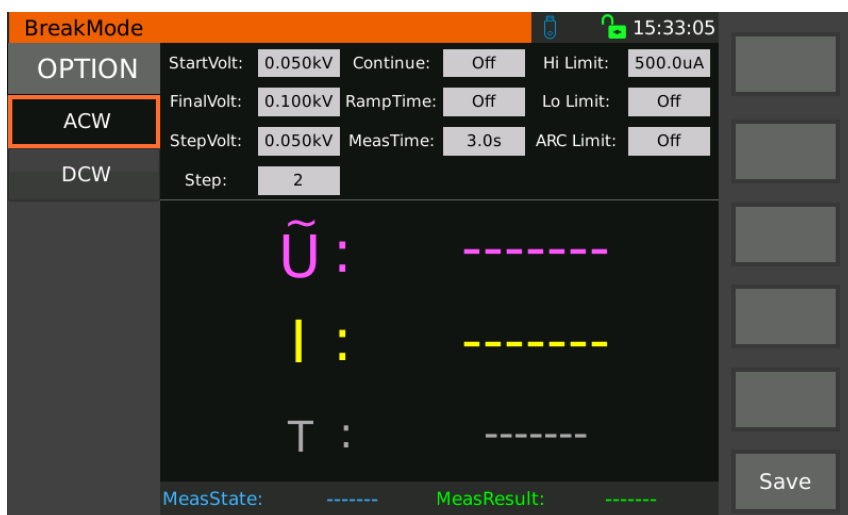 BreakMode 15:33:05
OPTION
ACW
DCW
StartVolt: 0.050kV Continue: Off Hi Limit: 500.0uA
FinalVolt: 0.100kV RampTime: Off Lo Limit: Off
StepVolt: 0.050kV MeasTime: 3.0s ARC Limit: Off
Step: 2
Ũ : -------
I : -------
T : -------
MeasState: ------- MeasResult: -------
Save